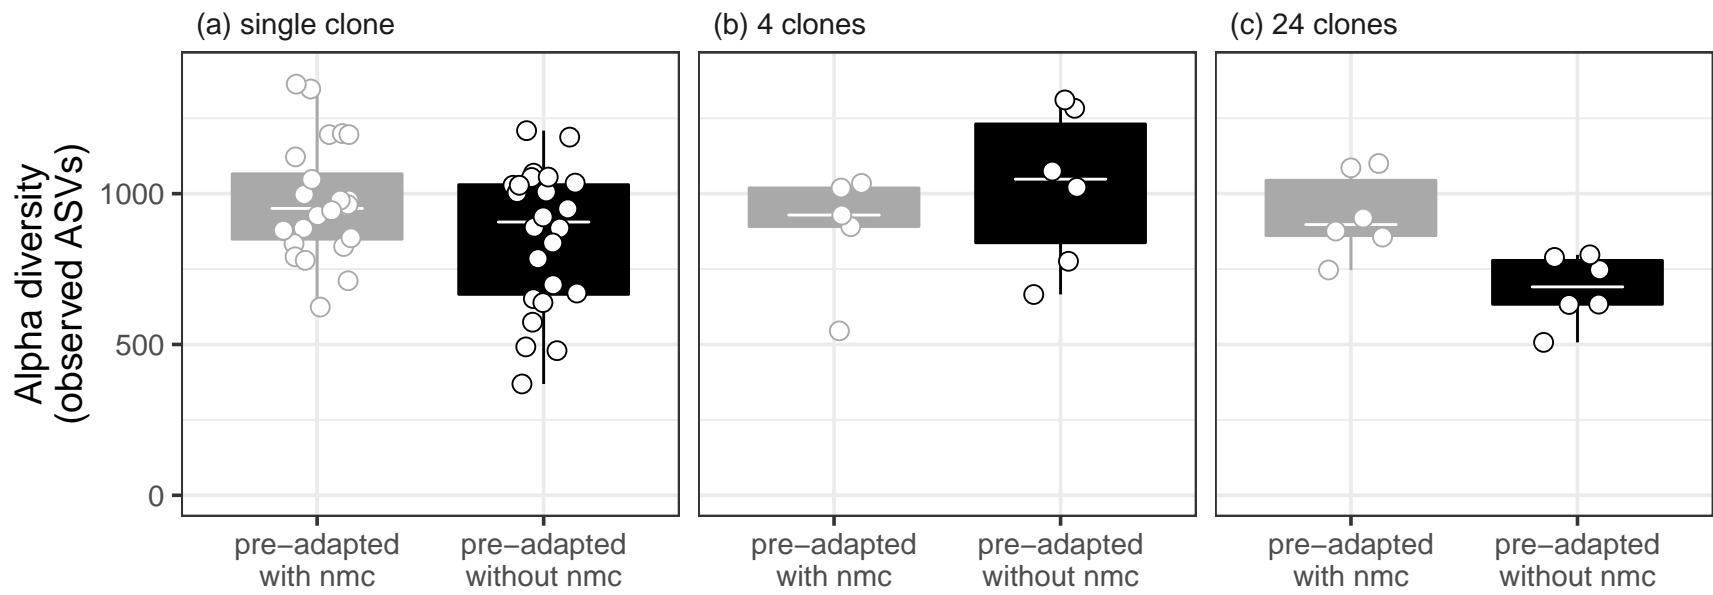 (a) single clone
(b) 4 clones
(c) 24 clones
Alpha diversity
(observed ASVs)
1000
500
0
pre−adapted
with nmc
pre−adapted
without nmc
pre−adapted
with nmc
pre−adapted
without nmc
pre−adapted
with nmc
pre−adapted
without nmc